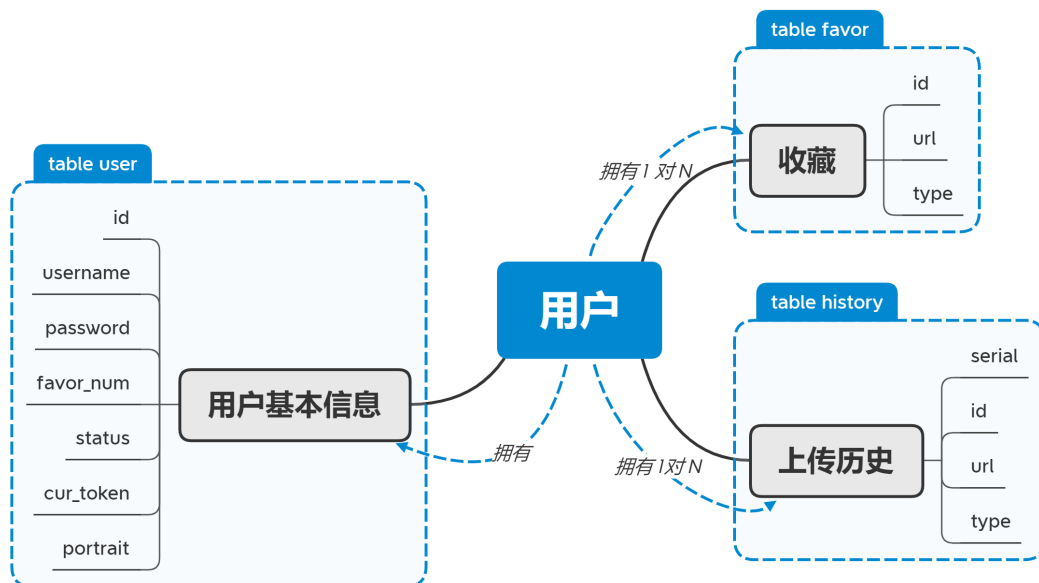 table user
id
username
password
favor_num
status
cur_token
portrait
用户基本信息
拥有
用户
拥有1 对 N
table favor
收藏
id
url
type
拥有1对 N
table history
上传历史
serial
id
url
type